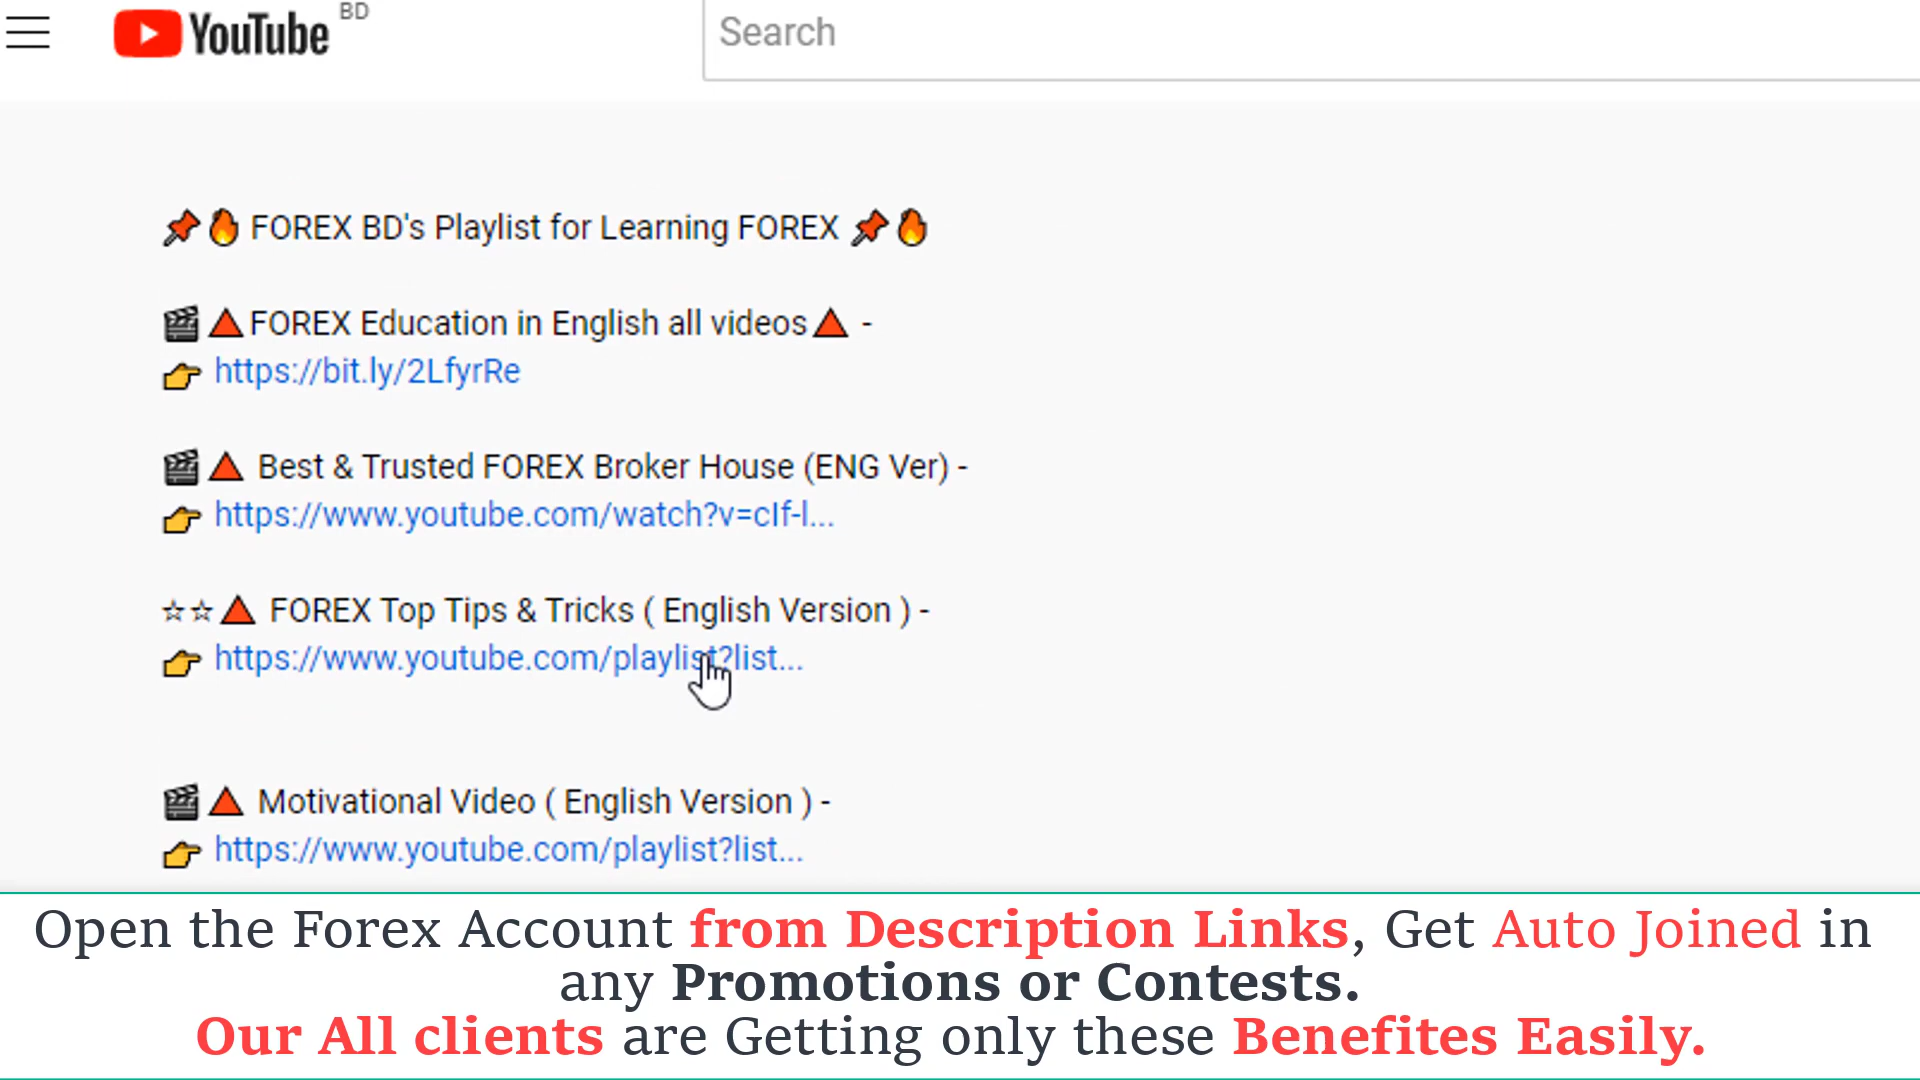 YouTube BD
Search
FOREX BD's Playlist for Learning FOREX
FOREX Education in English all videos -
https://bit.ly/2LfyrRe
Best & Trusted FOREX Broker House (ENG Ver) -
https://www.youtube.com/watch?v=cIf-l...
☆☆ FOREX Top Tips & Tricks ( English Version ) -
https://www.youtube.com/playlist?list...
Motivational Video ( English Version ) -
https://www.youtube.com/playlist?list...
Open the Forex Account from Description Links, Get Auto Joined in
any Promotions or Contests.
Our All clients are Getting only these Benefites Easily.